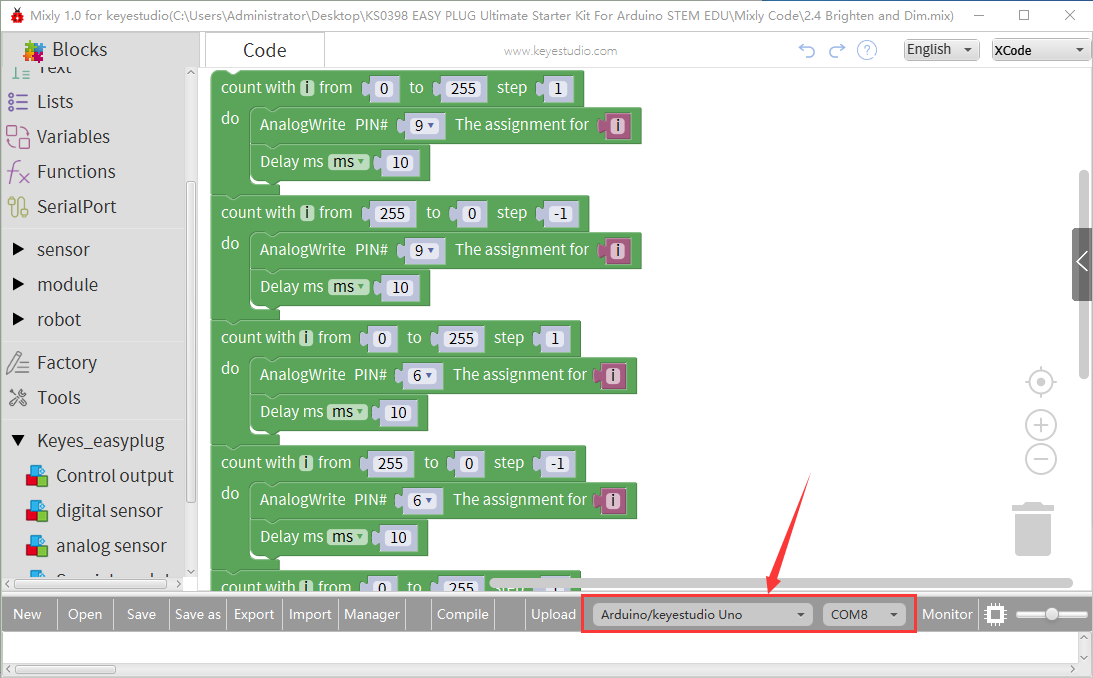 Mixly 1.0 for keyestudio(C:\Users\Administrator\Desktop\KS0398 EASY PLUG Ultimate Starter Kit For Arduino STEM EDU\Mixly Code\2.4 Brighten and Dim.mix)
Blocks
Code
www.keyestudio.com
?
English
XCode
Text
Lists
Variables
Functions
SerialPort
sensor
module
robot
Factory
Tools
Keyes_easyplug
Control output
digital sensor
analog sensor
count with i from 0 to 255 step 1
do AnalogWrite PIN# 9 The assignment for i
Delay ms ms 10
count with i from 255 to 0 step -1
do AnalogWrite PIN# 9 The assignment for i
Delay ms ms 10
count with i from 0 to 255 step 1
do AnalogWrite PIN# 6 The assignment for i
Delay ms ms 10
count with i from 255 to 0 step -1
do AnalogWrite PIN# 6 The assignment for i
Delay ms ms 10
count with i from 0 to 255 step 1
New Open Save Save as Export Import Manager Compile Upload Arduino/keyestudio Uno COM8 Monitor